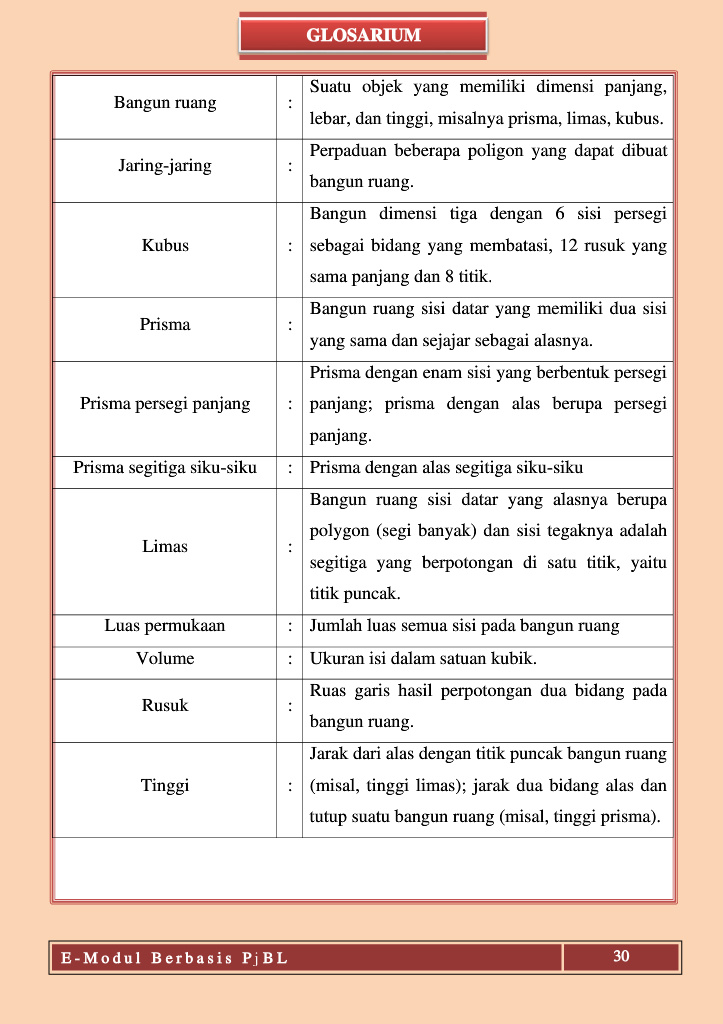 GLOSARIUM
Bangun ruang : Suatu objek yang memiliki dimensi panjang,
lebar, dan tinggi, misalnya prisma, limas, kubus.
Jaring-jaring : Perpaduan beberapa poligon yang dapat dibuat
bangun ruang.
Kubus : Bangun dimensi tiga dengan 6 sisi persegi
sebagai bidang yang membatasi, 12 rusuk yang
sama panjang dan 8 titik.
Prisma : Bangun ruang sisi datar yang memiliki dua sisi
yang sama dan sejajar sebagai alasnya.
Prisma persegi panjang : Prisma dengan enam sisi yang berbentuk persegi
panjang; prisma dengan alas berupa persegi
panjang.
Prisma segitiga siku-siku : Prisma dengan alas segitiga siku-siku
Limas : Bangun ruang sisi datar yang alasnya berupa
polygon (segi banyak) dan sisi tegaknya adalah
segitiga yang berpotongan di satu titik, yaitu
titik puncak.
Luas permukaan : Jumlah luas semua sisi pada bangun ruang
Volume : Ukuran isi dalam satuan kubik.
Rusuk : Ruas garis hasil perpotongan dua bidang pada
bangun ruang.
Tinggi : Jarak dari alas dengan titik puncak bangun ruang
(misal, tinggi limas); jarak dua bidang alas dan
tutup suatu bangun ruang (misal, tinggi prisma).
E-Modul Berbasis PjBL 30